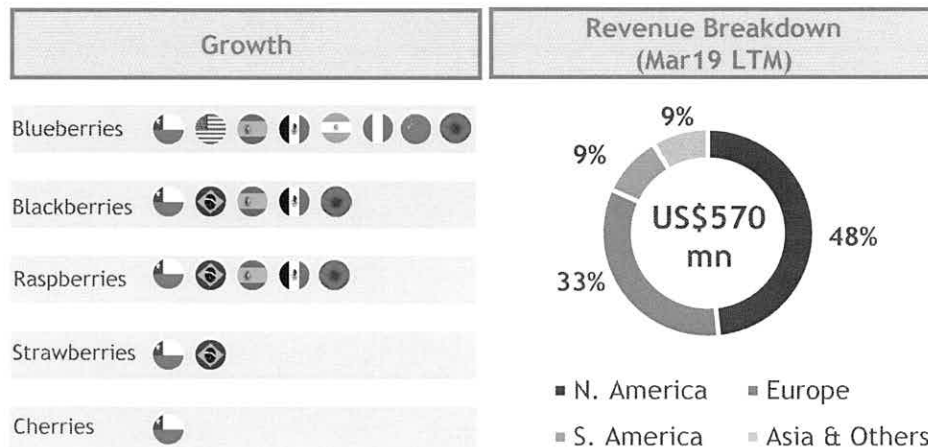 Growth
Blueberries
Blackberries
Raspberries
Strawberries
Cherries
Revenue Breakdown
(Mar19 LTM)
9%
9%
US$570
mn
48%
33%
N. America
Europe
S. America
Asia & Others